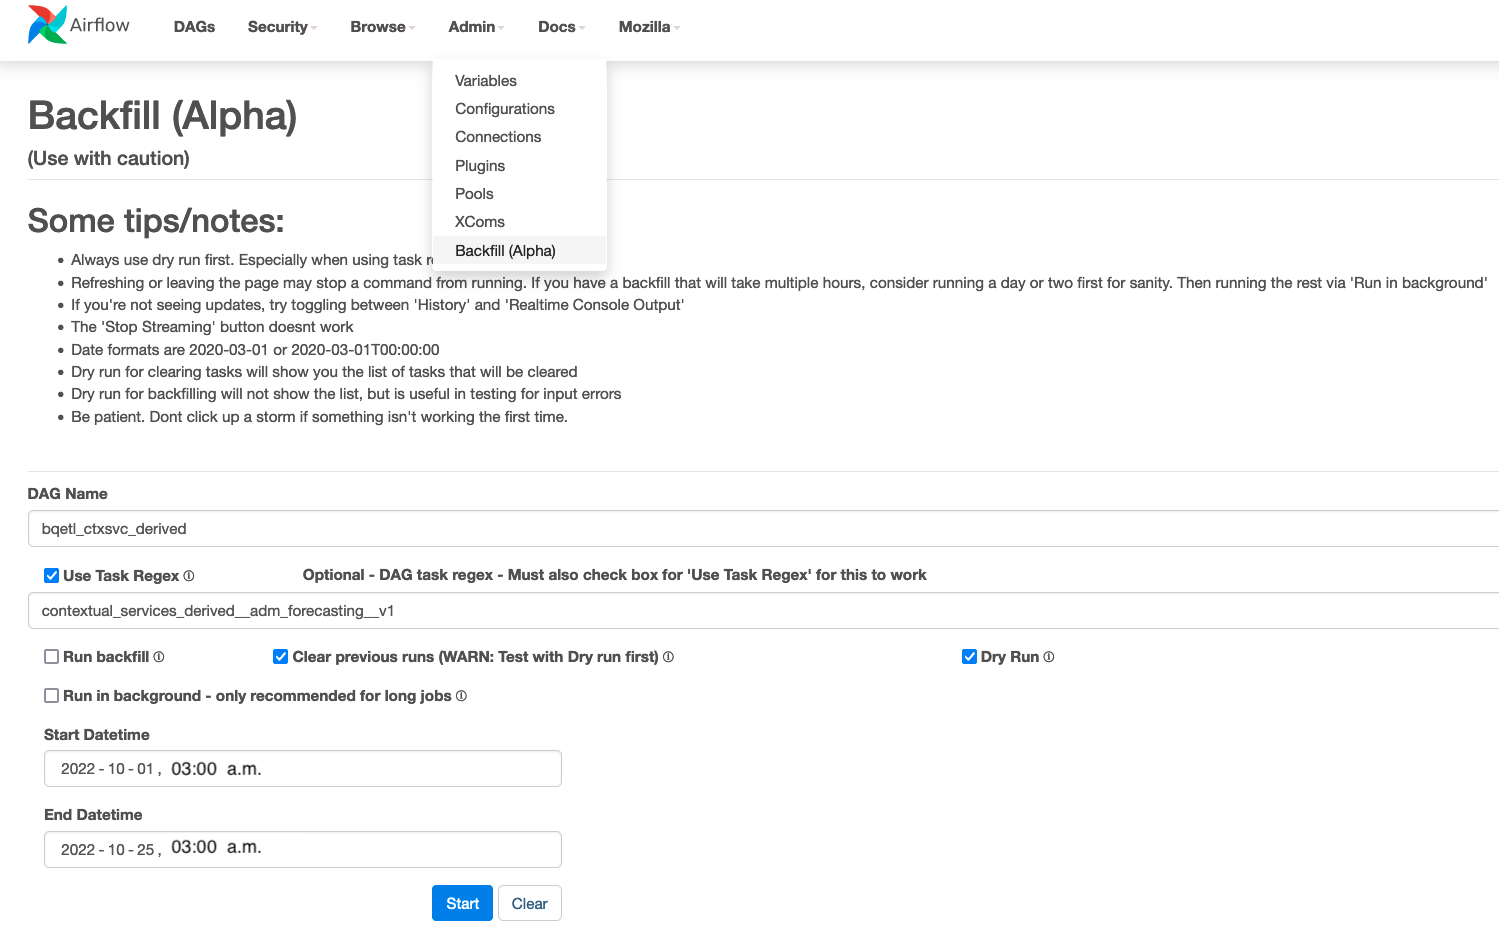 Airflow DAGs Security Browse Admin Docs Mozilla
Variables
Configurations
Connections
Plugins
Pools
XComs
Backfill (Alpha)
Backfill (Alpha)
(Use with caution)
Some tips/notes:
Always use dry run first. Especially when using task
Refreshing or leaving the page may stop a command from running. If you have a backfill that will take multiple hours, consider running a day or two first for sanity. Then running the rest via 'Run in background'
If you're not seeing updates, try toggling between 'History' and 'Realtime Console Output'
The 'Stop Streaming' button doesnt work
Date formats are 2020-03-01 or 2020-03-01T00:00:00
Dry run for clearing tasks will show you the list of tasks that will be cleared
Dry run for backfilling will not show the list, but is useful in testing for input errors
Be patient. Dont click up a storm if something isn't working the first time.
DAG Name
bqetl_ctxsvc_derived
Use Task Regex Optional - DAG task regex - Must also check box for 'Use Task Regex' for this to work
contextual_services_derived__adm_forecasting__v1
Run backfill Clear previous runs (WARN: Test with Dry run first) Dry Run
Run in background - only recommended for long jobs
Start Datetime
2022 - 10 - 01 , 03:00 a.m.
End Datetime
2022 - 10 - 25 , 03:00 a.m.
Start Clear